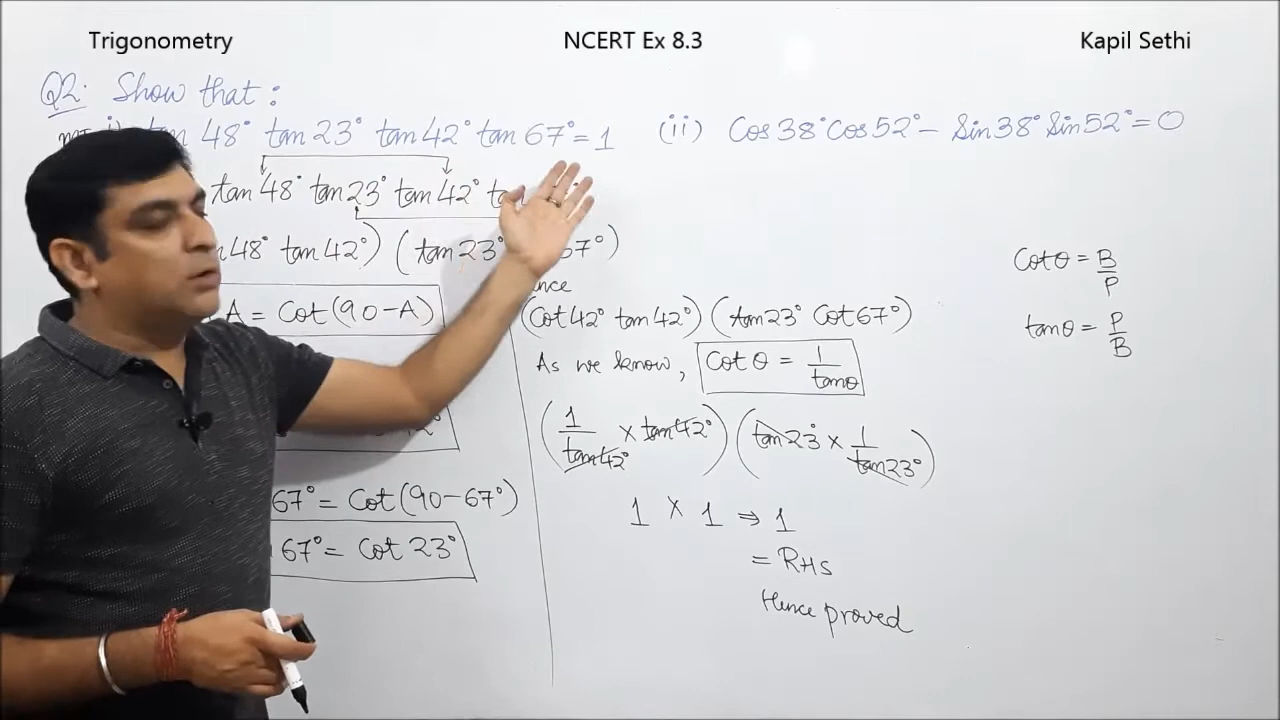 Trigonometry NCERT Ex 8.3 Kapil Sethi
Q2: Show that:
tan 48° tan 23° tan 42° tan 67° = 1 (ii) Cos 38° Cos 52° - Sin 38° Sin 52° = 0
tan 48° tan 23° tan 42°
48° tan 42°) (tan 23° 67°)
A = Cot (90-A)
67° = Cot (90-67°)
67° = Cot 23°
(Cot 42° tan 42°) (tan 23° Cot 67°)
As we know, Cot θ = 1/tanθ
(1/tan 42° × tan 42°) (tan 23° × 1/tan 23°)
1 × 1 ⇒ 1
= RHS
Hence proved
Cot θ = B/P
tan θ = P/B